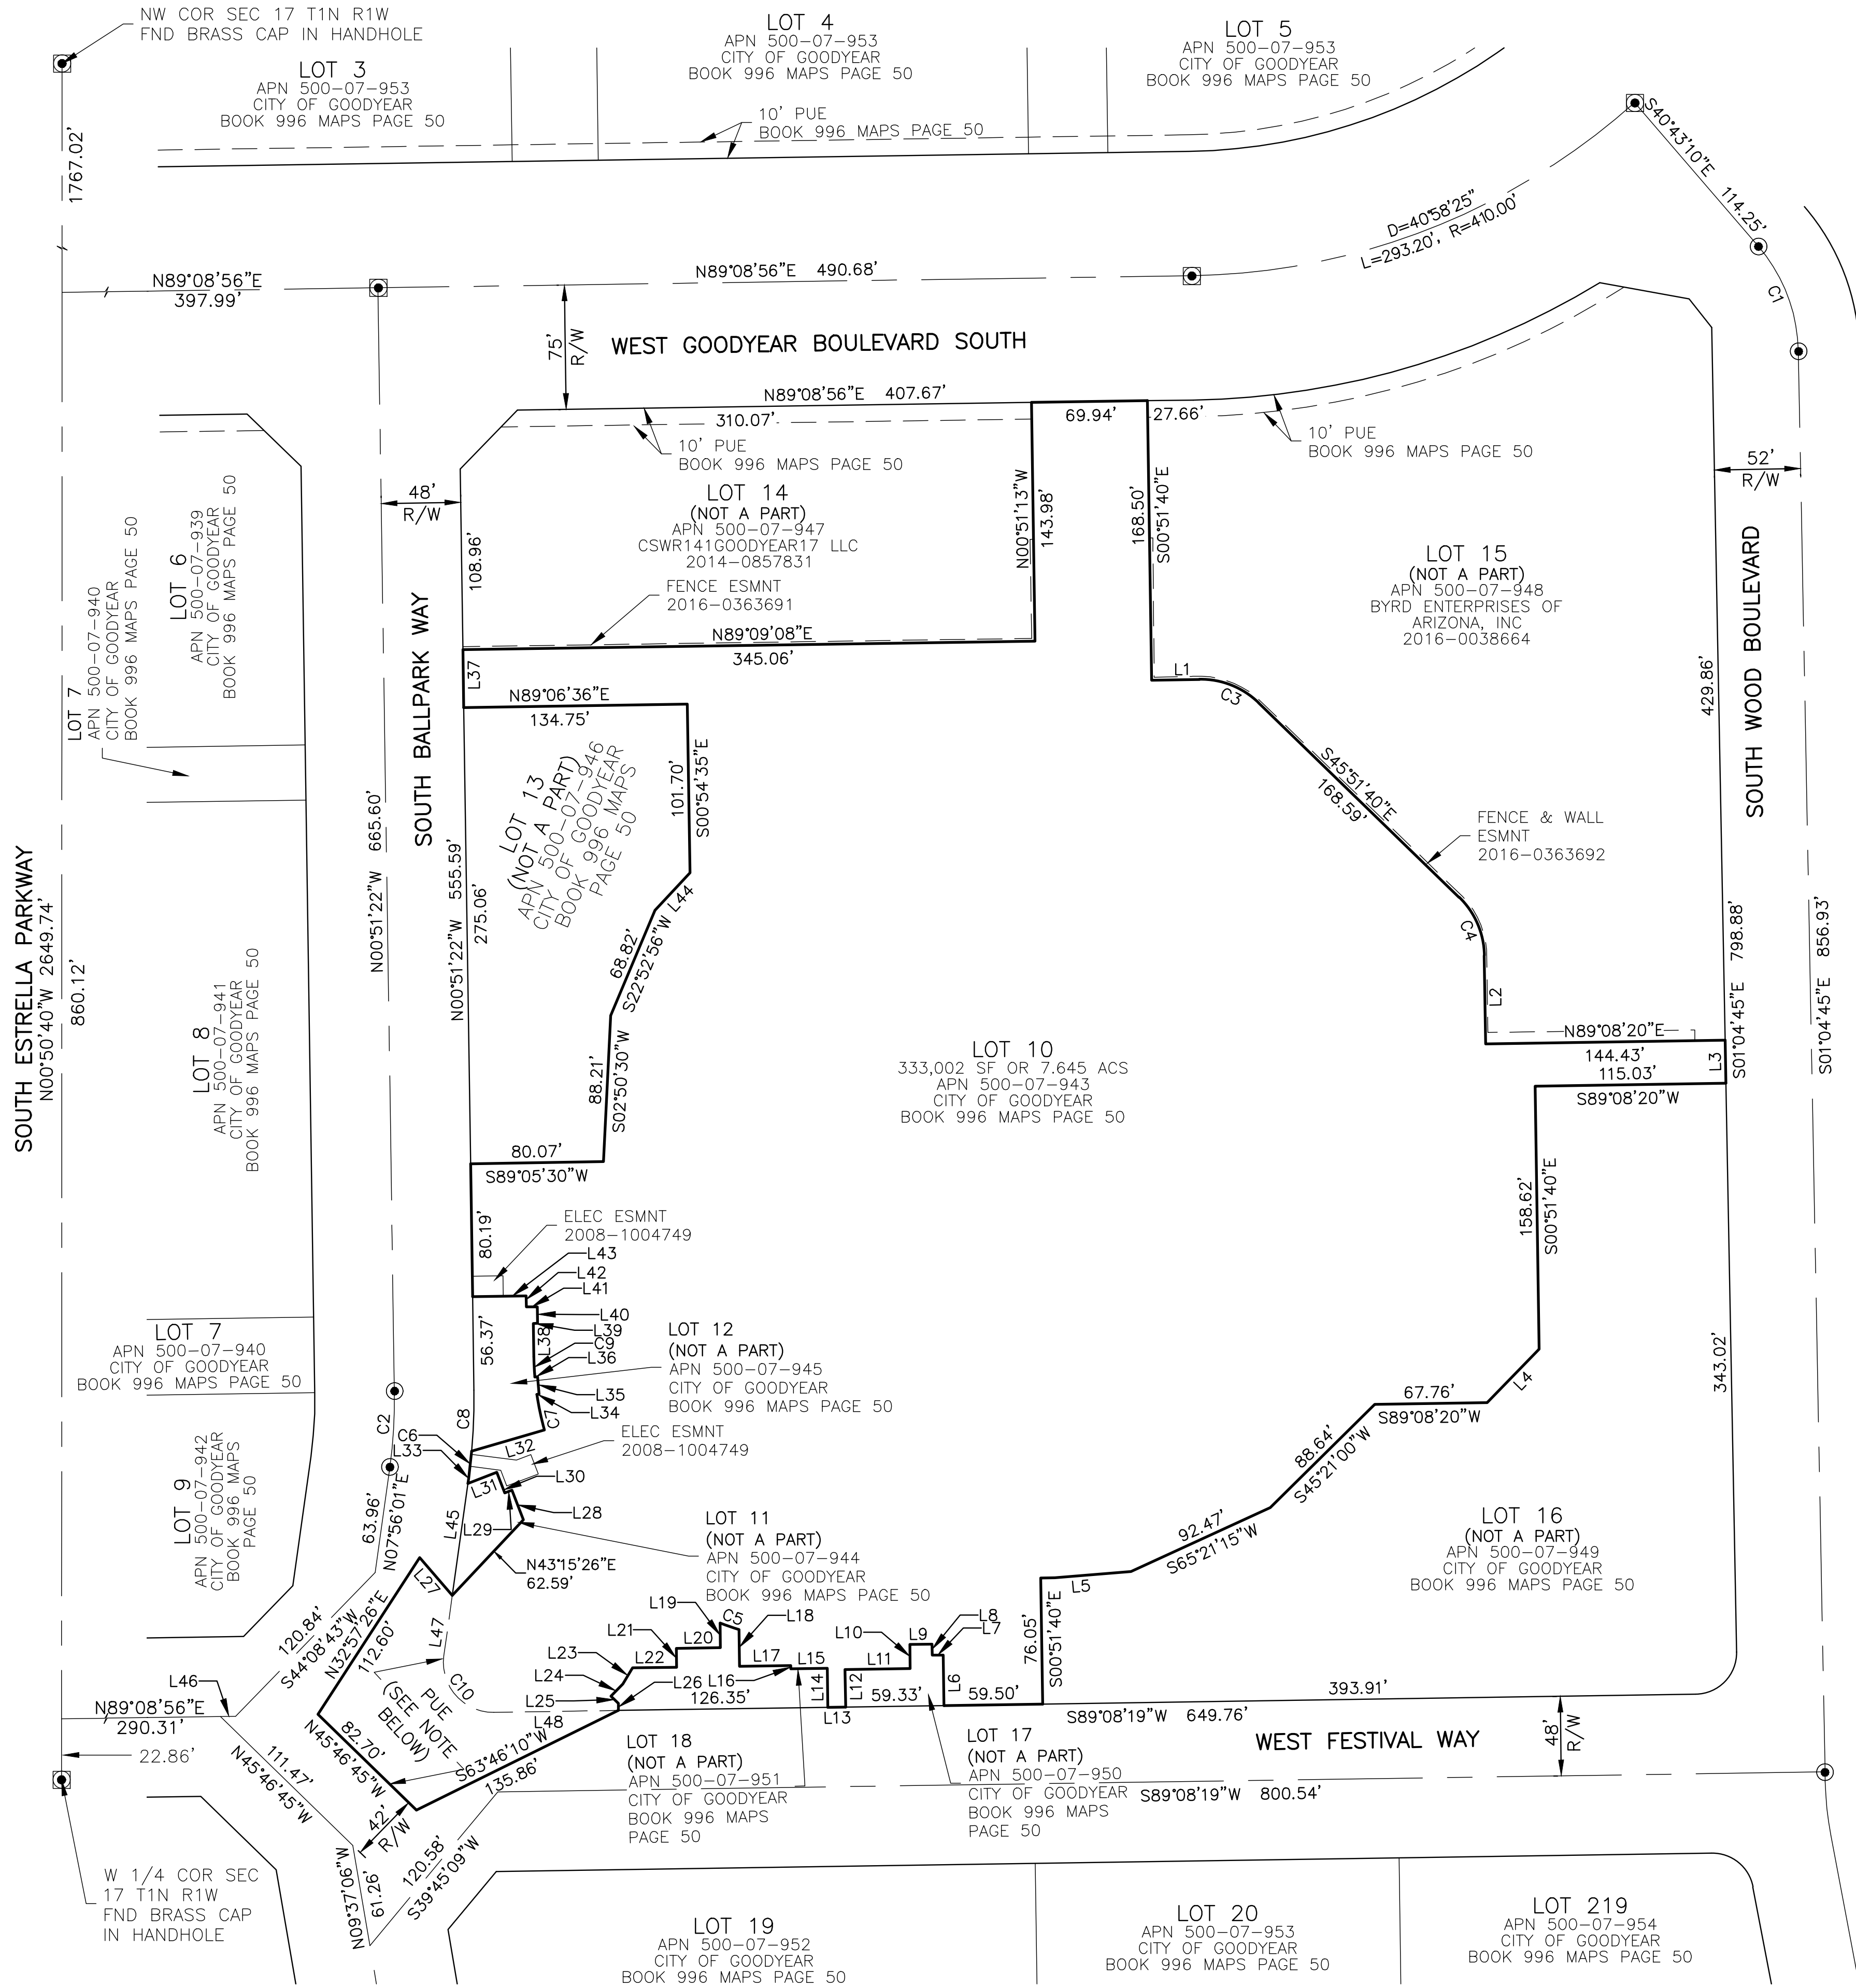 NW COR SEC 17 T1N R1W
FND BRASS CAP IN HANDHOLE
LOT 3
APN 500-07-953
CITY OF GOODYEAR
BOOK 996 MAPS PAGE 50
LOT 4
APN 500-07-953
CITY OF GOODYEAR
BOOK 996 MAPS PAGE 50
LOT 5
APN 500-07-953
CITY OF GOODYEAR
BOOK 996 MAPS PAGE 50
10' PUE
BOOK 996 MAPS PAGE 50
1767.02'
S40°43'10"E 114.25'
C1
D=40°58'25"
L=293.20', R=410.00'
N89°08'56"E
397.99'
N89°08'56"E 490.68'
75'
R/W
WEST GOODYEAR BOULEVARD SOUTH
N89°08'56"E 407.67'
310.07'
69.94'
27.66'
10' PUE
BOOK 996 MAPS PAGE 50
10' PUE
BOOK 996 MAPS PAGE 50
48'
R/W
52'
R/W
LOT 14
(NOT A PART)
APN 500-07-947
CSWR141GOODYEAR17 LLC
2014-0857831
FENCE ESMNT
2016-0363691
N00°51'13"W
143.98'
168.50'
S00°51'40"E
LOT 15
(NOT A PART)
APN 500-07-948
BYRD ENTERPRISES OF
ARIZONA, INC
2016-0038664
LOT 6
APN 500-07-939
CITY OF GOODYEAR
BOOK 996 MAPS PAGE 50
LOT 7
APN 500-07-940
CITY OF GOODYEAR
BOOK 996 MAPS PAGE 50
108.96'
SOUTH BALLPARK WAY
N89°09'08"E
345.06'
L37
N89°06'36"E
134.75'
L1
C3
S45°51'40"E
168.59'
FENCE & WALL
ESMNT
2016-0363692
429.86'
SOUTH WOOD BOULEVARD
LOT 13
(NOT A PART)
APN 500-07-946
CITY OF GOODYEAR
BOOK 996 MAPS
PAGE 50
101.70'
S00°54'35"E
L44
68.82'
S22°52'56"W
88.21'
S02°50'30"W
N00°51'22"W 665.60'
N00°51'22"W 555.59'
275.06'
SOUTH ESTRELLA PARKWAY
N00°50'40"W 2649.74'
860.12'
LOT 8
APN 500-07-941
CITY OF GOODYEAR
BOOK 996 MAPS PAGE 50
C4
L2
N89°08'20"E
144.43'
115.03'
S89°08'20"W
L3
S01°04'45"E 798.88'
S01°04'45"E 856.93'
LOT 10
333,002 SF OR 7.645 ACS
APN 500-07-943
CITY OF GOODYEAR
BOOK 996 MAPS PAGE 50
80.07'
S89°05'30"W
158.62'
S00°51'40"E
80.19'
ELEC ESMNT
2008-1004749
L43
L42
L41
L40
L39
L38
C9
L36
L35
L34
C7
56.37'
LOT 12
(NOT A PART)
APN 500-07-945
CITY OF GOODYEAR
BOOK 996 MAPS PAGE 50
LOT 7
APN 500-07-940
CITY OF GOODYEAR
BOOK 996 MAPS PAGE 50
343.02'
L4
67.76'
S89°08'20"W
88.64'
S45°21'00"W
C2
C8
C6
L33
L32
ELEC ESMNT
2008-1004749
L31
L30
L28
L29
L45
LOT 9
APN 500-07-942
CITY OF GOODYEAR
BOOK 996 MAPS
PAGE 50
63.96'
N07°56'01"E
LOT 11
(NOT A PART)
APN 500-07-944
CITY OF GOODYEAR
BOOK 996 MAPS PAGE 50
N43°15'26"E
62.59'
92.47'
S65°21'15"W
L5
LOT 16
(NOT A PART)
APN 500-07-949
CITY OF GOODYEAR
BOOK 996 MAPS PAGE 50
L27
L47
120.84'
S44°08'43"W
N32°57'26"E
112.60'
L19
C5
L18
L21
L20
L23
L22
L24
L25
L26
L17
L16
L15
L14
L12
L13
L11
L10
L9
L8
L7
L6
76.05'
S00°51'40"E
126.35'
59.33'
59.50'
C10
L48
PUE
(SEE NOTE
BELOW)
L46
N89°08'56"E
290.31'
22.86'
82.70'
N45°46'45"W
111.47'
N45°46'45"W
S63°46'10"W
135.86'
393.91'
S89°08'19"W 649.76'
WEST FESTIVAL WAY
48'
R/W
LOT 18
(NOT A PART)
APN 500-07-951
CITY OF GOODYEAR
BOOK 996 MAPS
PAGE 50
LOT 17
(NOT A PART)
APN 500-07-950
CITY OF GOODYEAR
BOOK 996 MAPS
PAGE 50
S89°08'19"W 800.54'
42'
R/W
N09°37'06"W
61.26'
120.58'
S39°45'09"W
W 1/4 COR SEC
17 T1N R1W
FND BRASS CAP
IN HANDHOLE
LOT 19
APN 500-07-952
CITY OF GOODYEAR
BOOK 996 MAPS PAGE 50
LOT 20
APN 500-07-953
CITY OF GOODYEAR
BOOK 996 MAPS PAGE 50
LOT 219
APN 500-07-954
CITY OF GOODYEAR
BOOK 996 MAPS PAGE 50